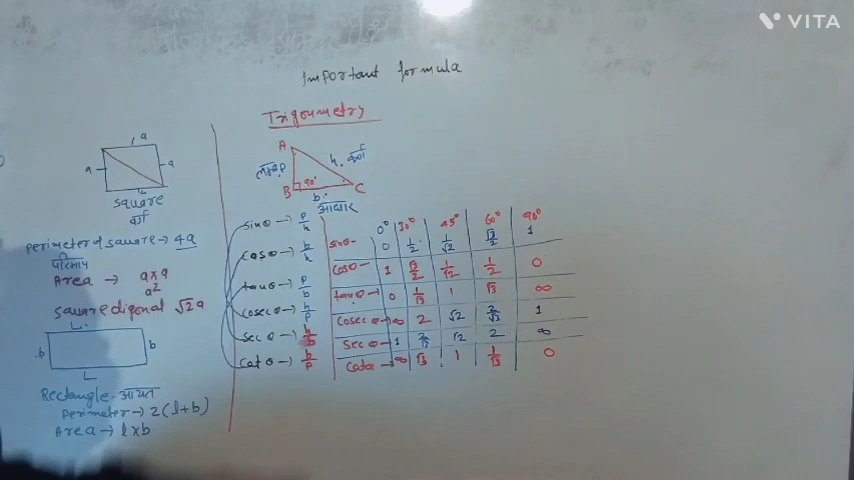 VITA
Important formula
Trigonmetry
a
a
a
a
square
वर्ग
Perimeter of square → 4a
परिमाप
Area → a×a
a²
square digonal √2a
L
b
b
L
Rectangle - आयत
Perimeter → 2(l+b)
Area → l×b
A
लम्ब P
h. कर्ण
B 90° C
b.
आधार
sinθ → P/h
cosθ → b/h
tanθ → P/b
cosecθ → h/P
secθ → h/b
cotθ → b/P
0° 30° 45° 60° 90°
sinθ- 0 1/2 1/√2 √3/2 1
cosθ- 1 √3/2 1/√2 1/2 0
tanθ → 0 1/√3 1 √3 ∞
cosecθ → ∞ 2 √2 2/√3 1
secθ → 1 2/√3 √2 2 ∞
cotθ → ∞ √3 1 1/√3 0